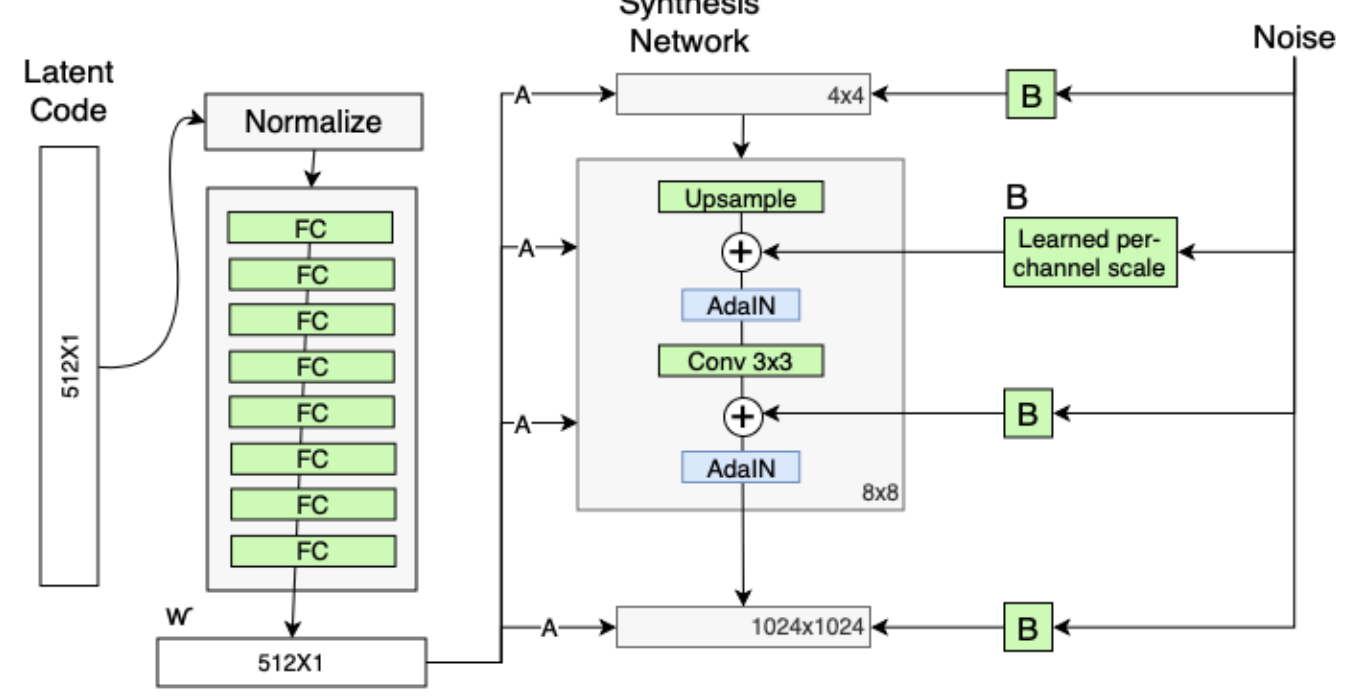 Synthesis
Network
Noise
Latent
Code
Normalize
A
4x4
B
FC
FC
FC
FC
FC
FC
FC
FC
512X1
w
512X1
Upsample
A
B
Learned per-
channel scale
AdaIN
Conv 3x3
A
B
AdaIN
8x8
A
1024x1024
B